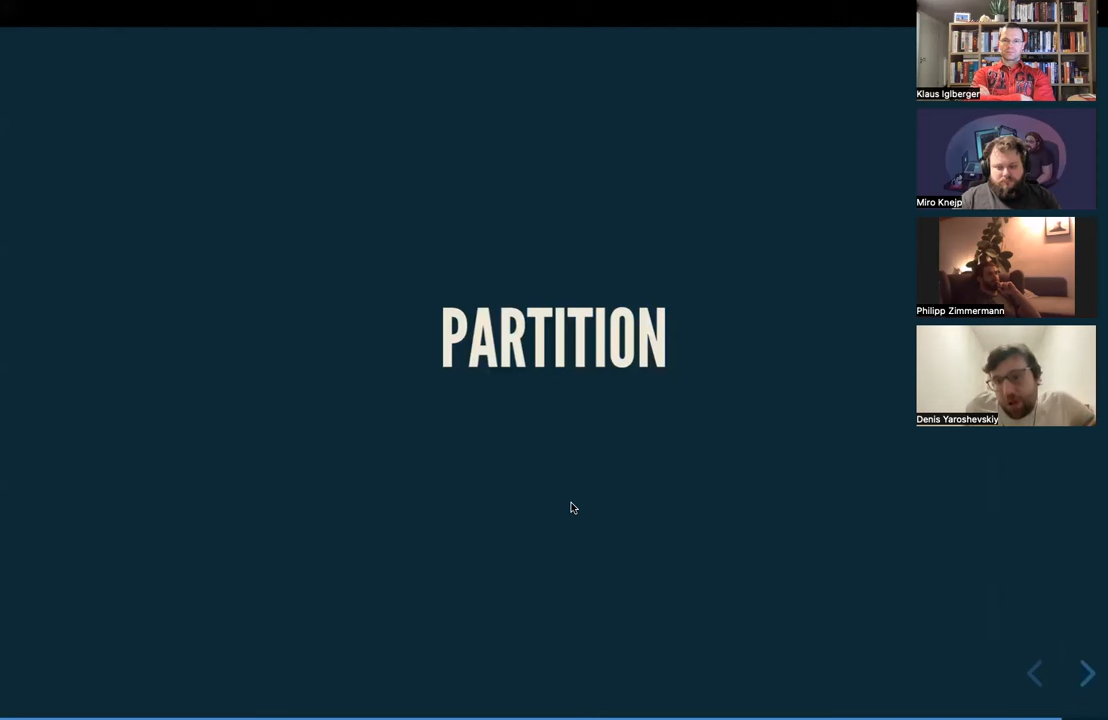 PARTITION
Klaus Iglberger
Miro Knejp
Philipp Zimmermann
Denis Yaroshevskiy